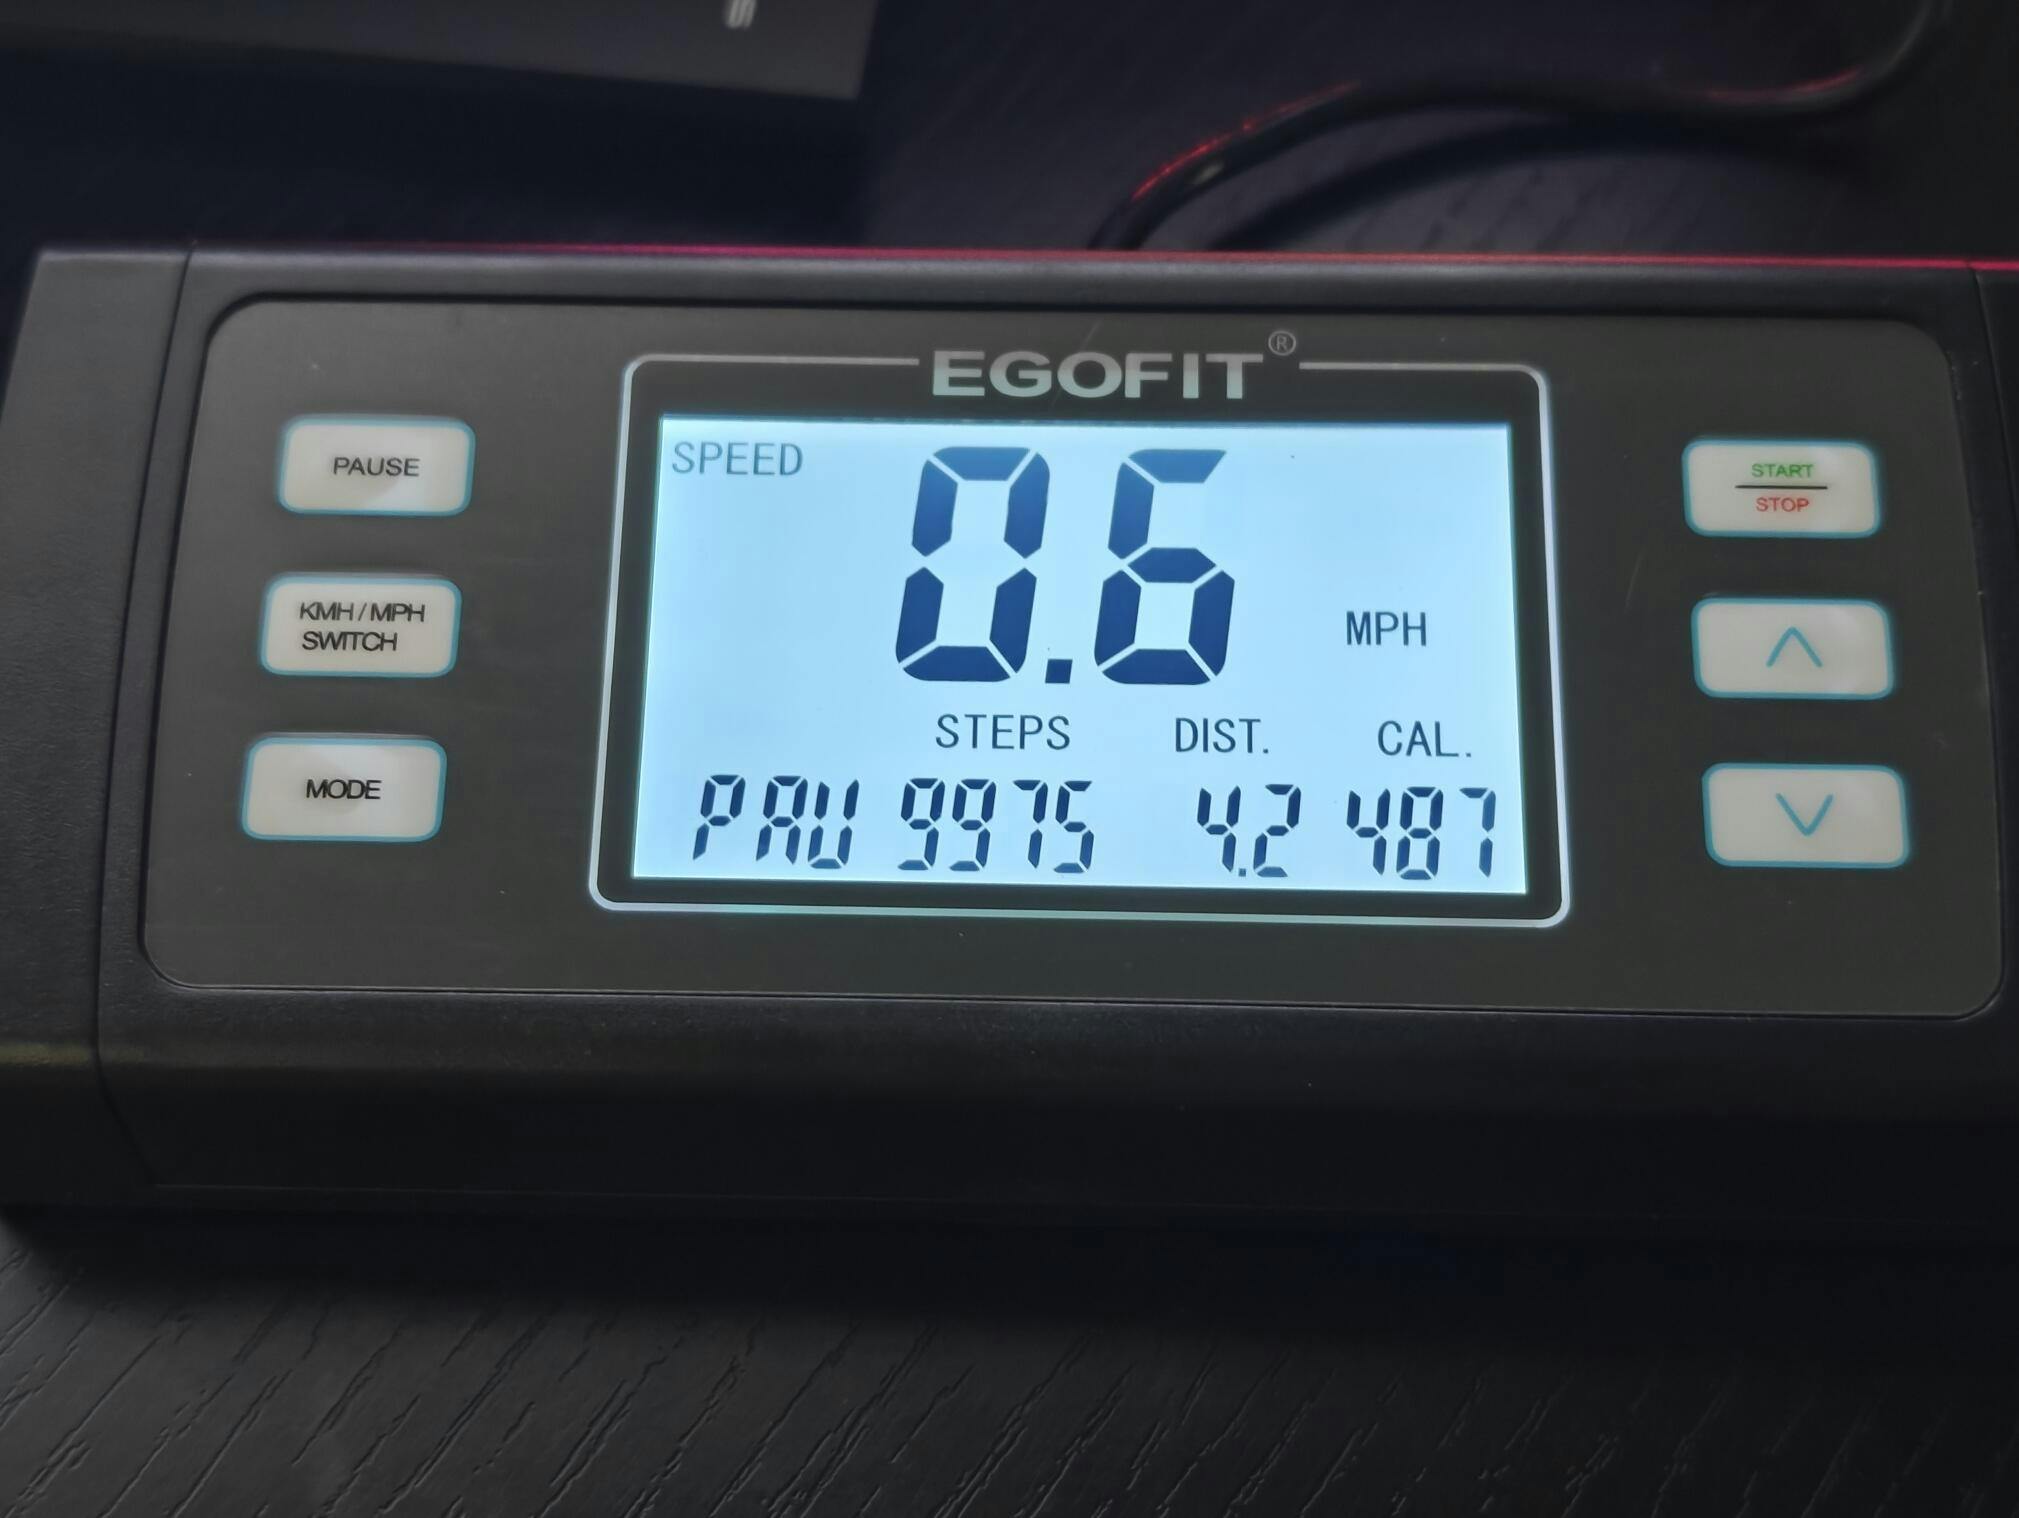 S
EGOFIT®
PAUSE
KMH / MPH
SWITCH
MODE
SPEED
0.6
MPH
STEPS DIST. CAL.
PAU 9975 4.2 487
START
STOP